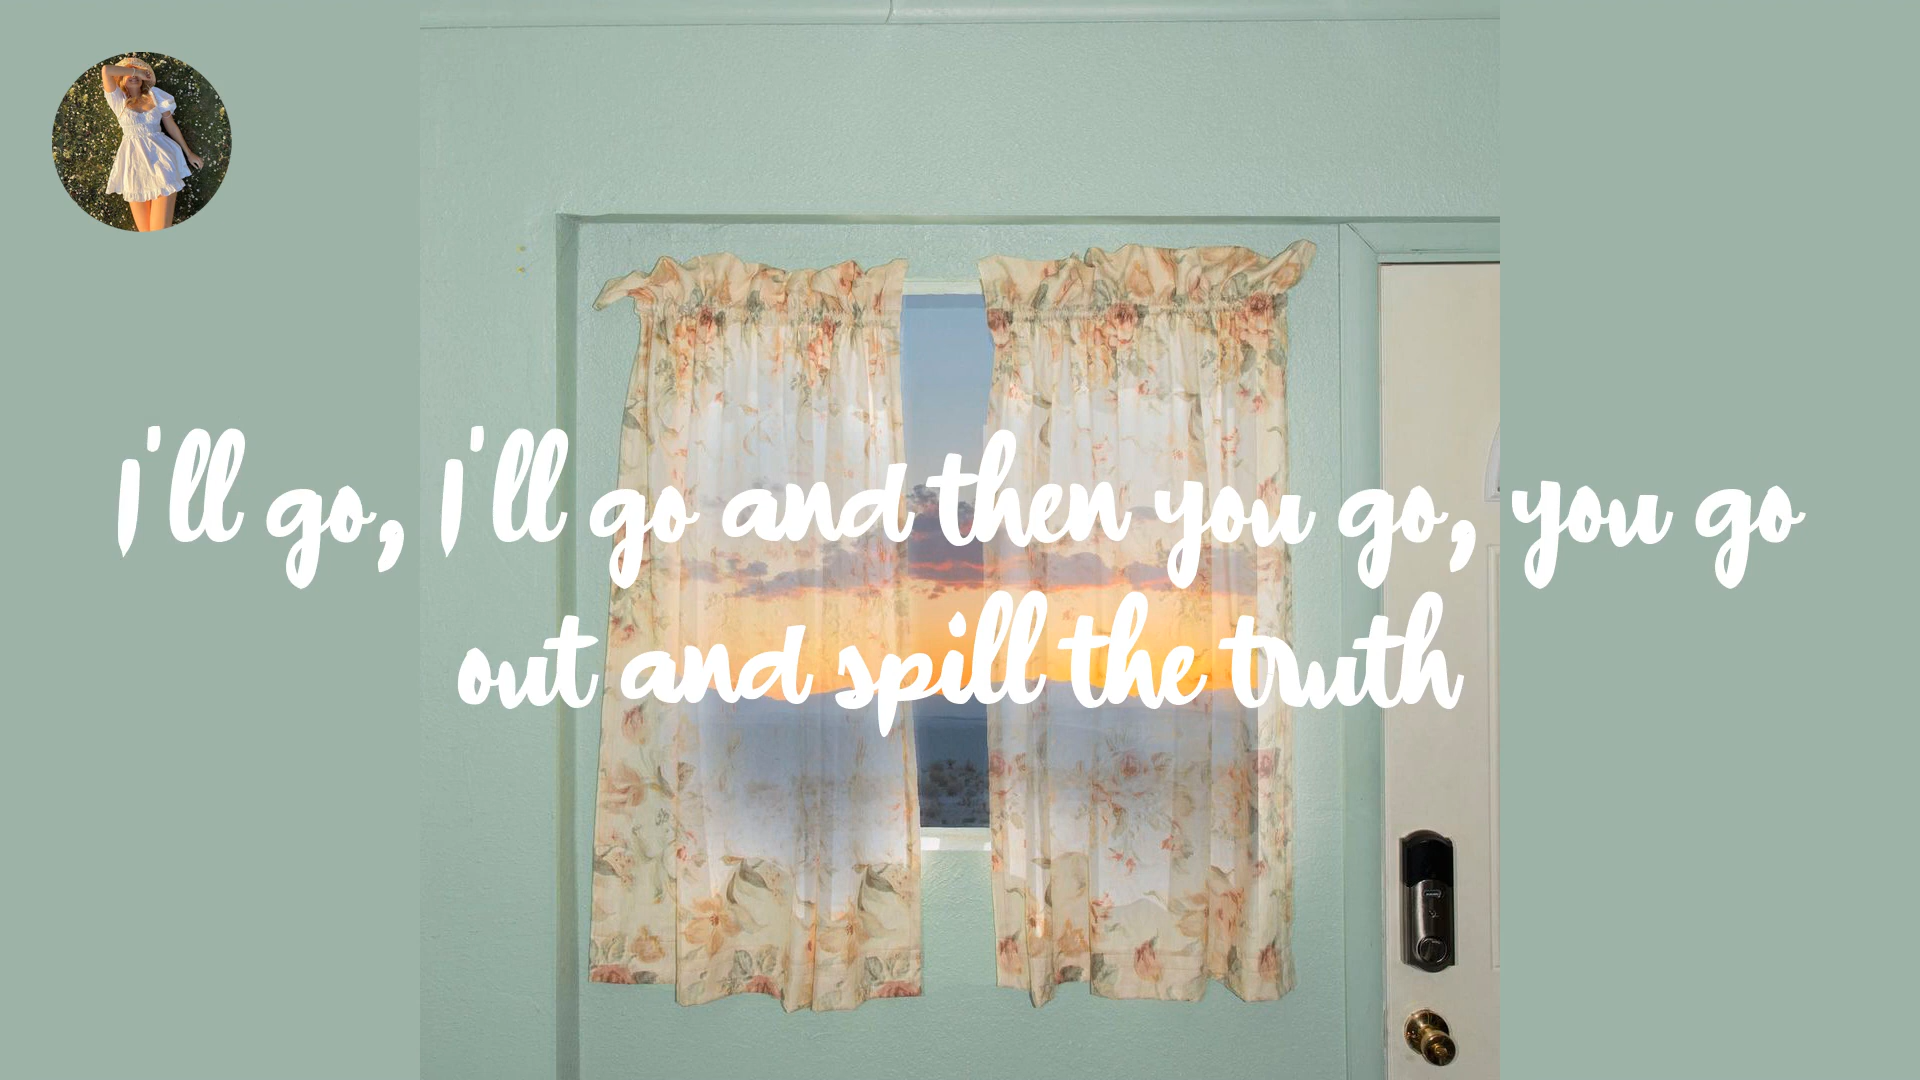 I'll go, I'll go and then you go, you go
out and spill the truth